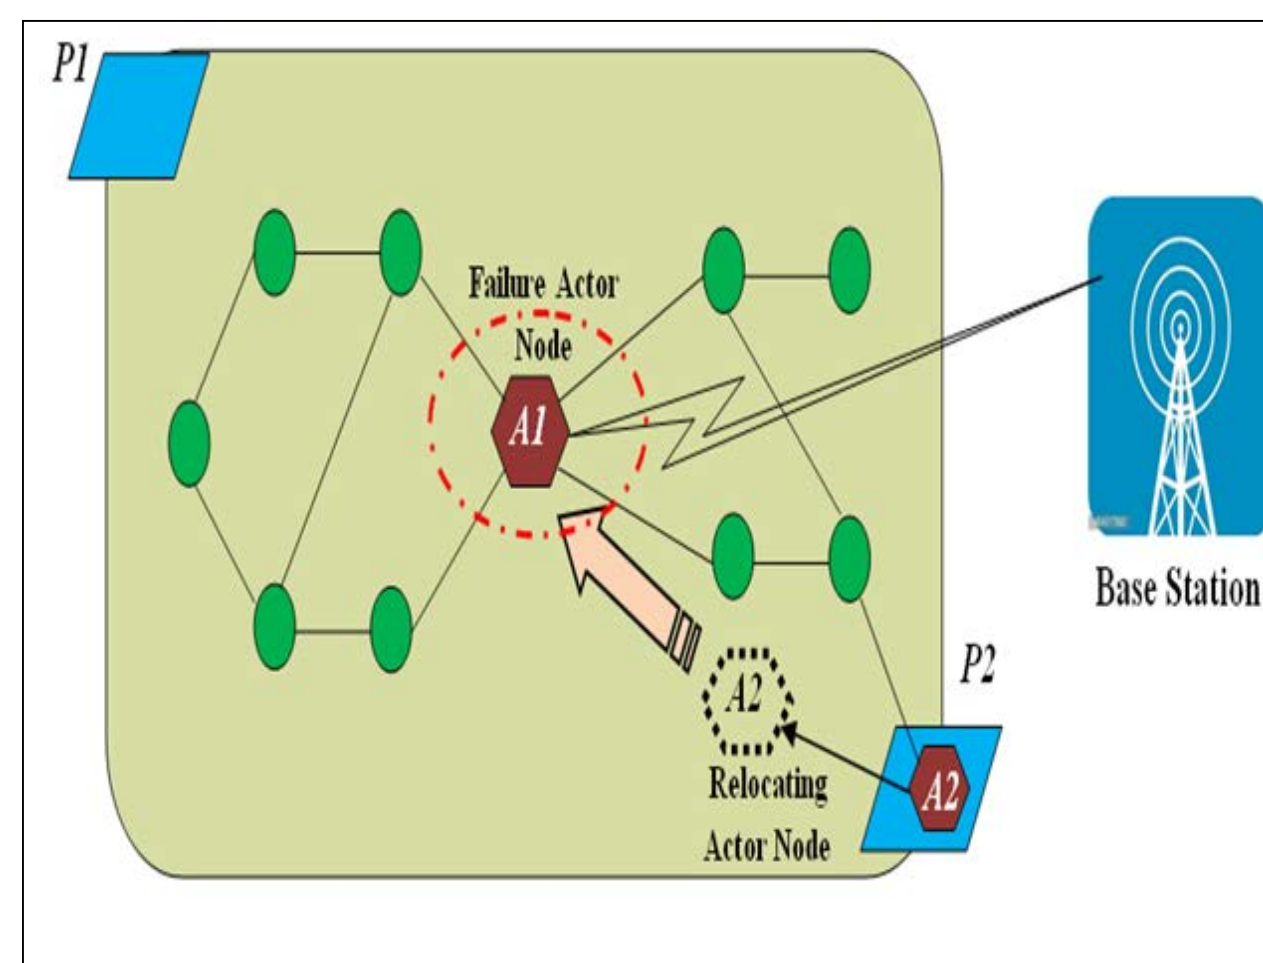 P1
Failure Actor
Node
A1
Base Station
P2
A2
A2
Relocating
Actor Node